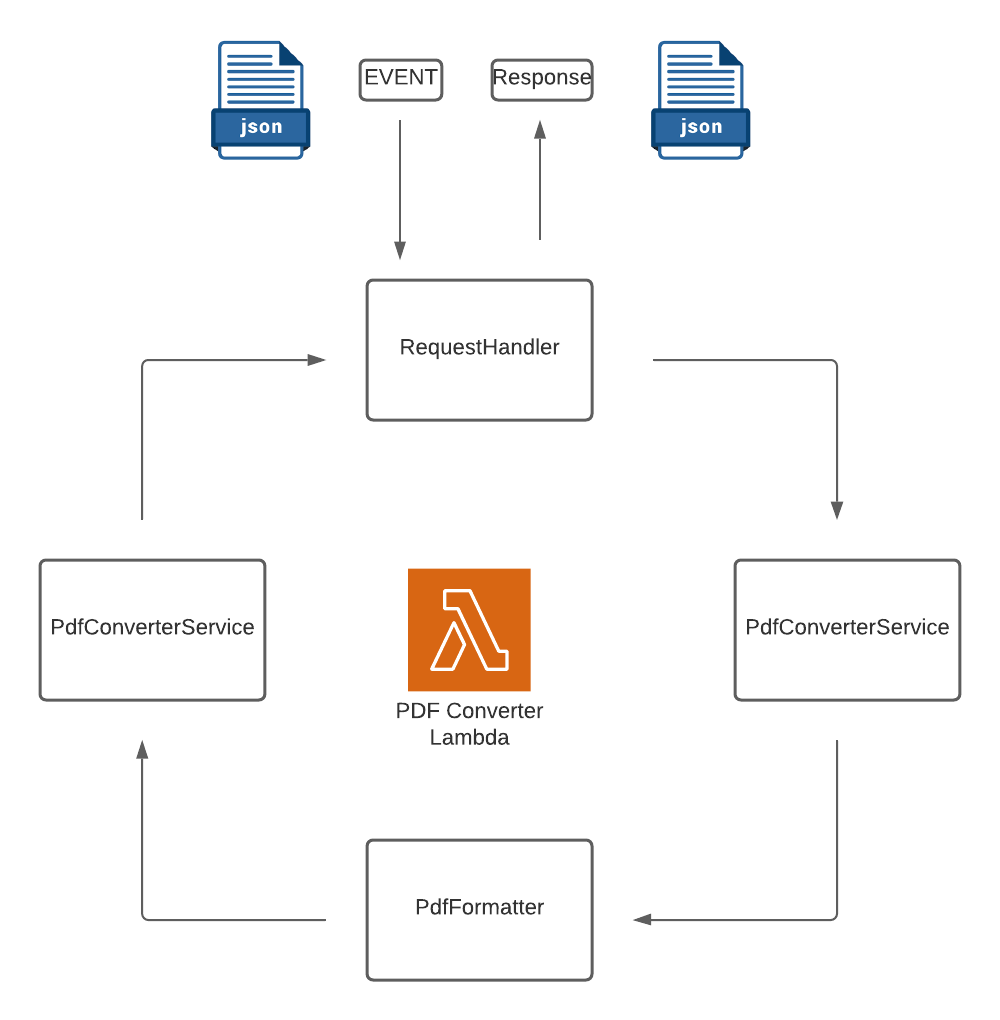 json
EVENT
Response
json
RequestHandler
PdfConverterService
PdfConverterService
PDF Converter
Lambda
PdfFormatter